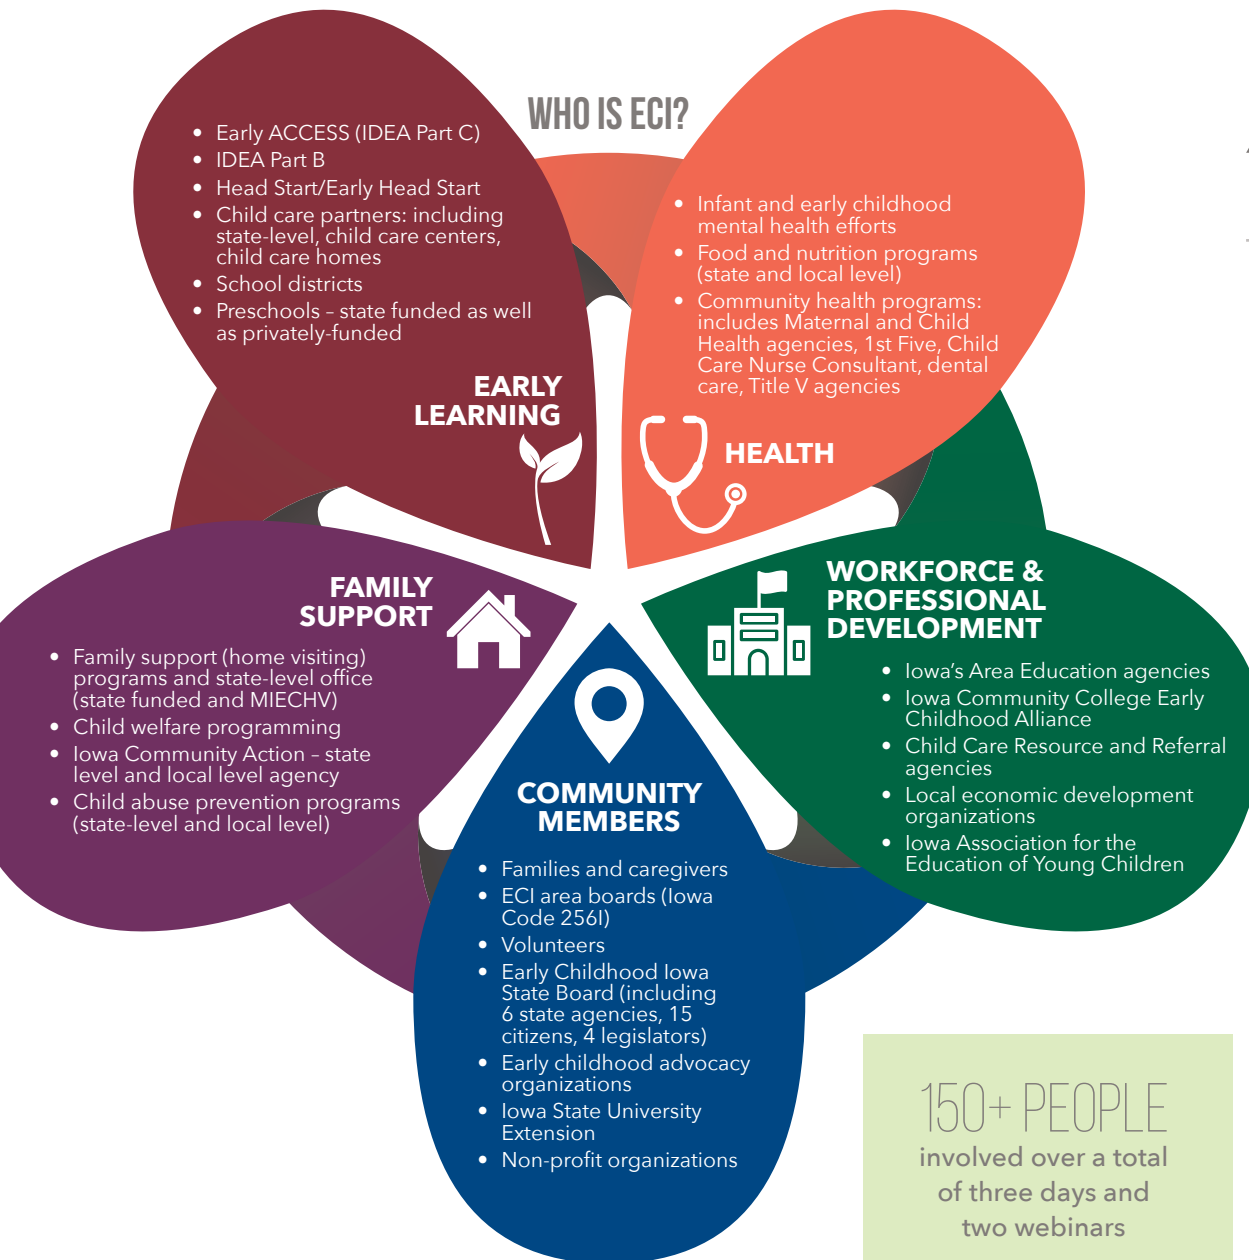 WHO IS ECI?
• Early ACCESS (IDEA Part C)
• IDEA Part B
• Head Start/Early Head Start
• Child care partners: including
state-level, child care centers,
child care homes
• School districts
• Preschools – state funded as well
as privately-funded
EARLY
LEARNING
• Infant and early childhood
mental health efforts
• Food and nutrition programs
(state and local level)
• Community health programs:
includes Maternal and Child
Health agencies, 1st Five, Child
Care Nurse Consultant, dental
care, Title V agencies
HEALTH
FAMILY
SUPPORT
• Family support (home visiting)
programs and state-level office
(state funded and MIECHV)
• Child welfare programming
• Iowa Community Action – state
level and local level agency
• Child abuse prevention programs
(state-level and local level)
WORKFORCE &
PROFESSIONAL
DEVELOPMENT
• Iowa's Area Education agencies
• Iowa Community College Early
Childhood Alliance
• Child Care Resource and Referral
agencies
• Local economic development
organizations
• Iowa Association for the
Education of Young Children
COMMUNITY
MEMBERS
• Families and caregivers
• ECI area boards (Iowa
Code 256I)
• Volunteers
• Early Childhood Iowa
State Board (including
6 state agencies, 15
citizens, 4 legislators)
• Early childhood advocacy
organizations
• Iowa State University
Extension
• Non-profit organizations
150+ PEOPLE
involved over a total
of three days and
two webinars